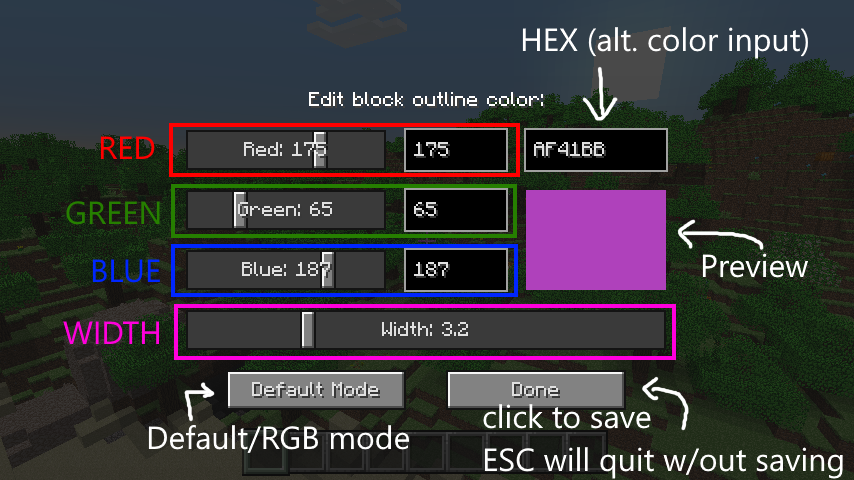 HEX (alt. color input)
Edit block outline color:
RED
Red: 175
175
AF41BB
GREEN
Green: 65
65
BLUE
Blue: 187
187
Preview
WIDTH
Width: 3.2
Default Mode
Done
Default/RGB mode
click to save
ESC will quit w/out saving